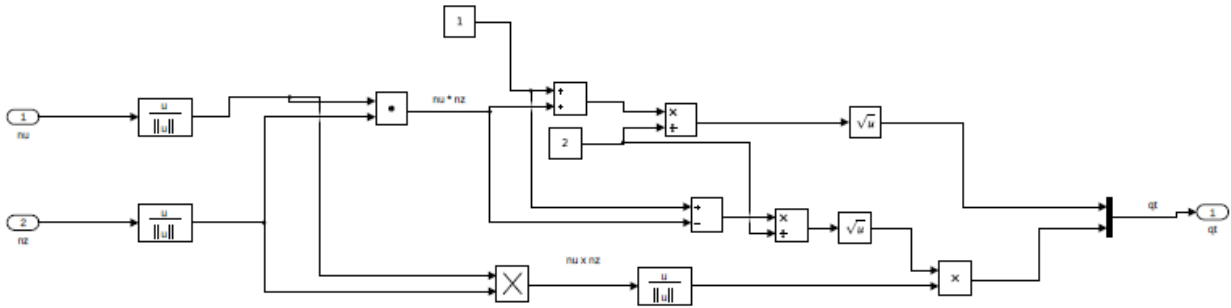 1
nu
u
‖u‖
2
nz
u
‖u‖
•
nu * nz
1
+
+
2
×
÷
√u
+
−
×
÷
√u
×
nu x nz
u
‖u‖
×
qt
1
qt